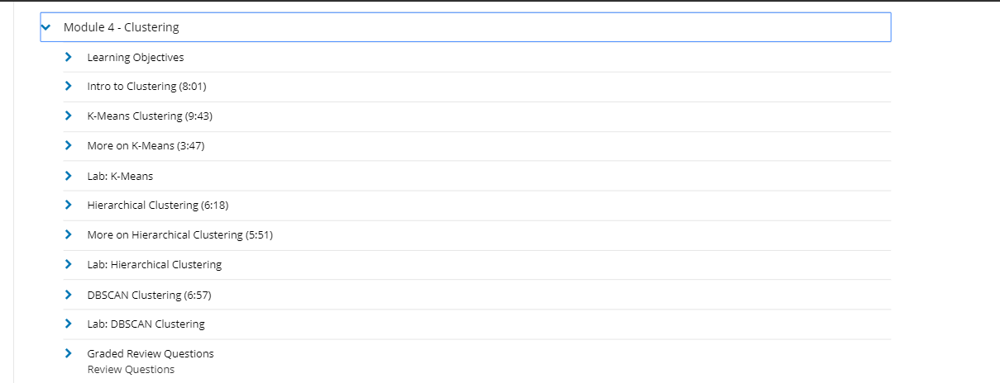 Module 4 - Clustering
Learning Objectives
Intro to Clustering (8:01)
K-Means Clustering (9:43)
More on K-Means (3:47)
Lab: K-Means
Hierarchical Clustering (6:18)
More on Hierarchical Clustering (5:51)
Lab: Hierarchical Clustering
DBSCAN Clustering (6:57)
Lab: DBSCAN Clustering
Graded Review Questions
Review Questions